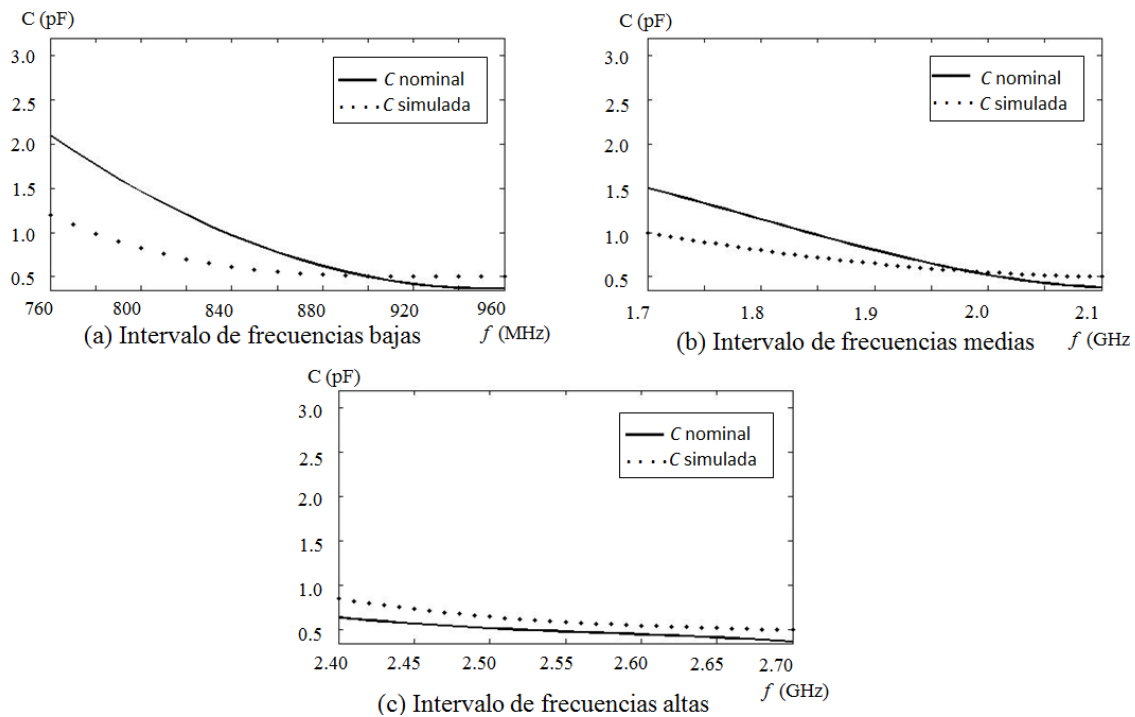 C (pF)
3.0
2.5
2.0
1.5
1.0
0.5
C nominal
C simulada
760 800 840 880 920 960
f (MHz)
(a) Intervalo de frecuencias bajas
C (pF)
3.0
2.5
2.0
1.5
1.0
0.5
C nominal
C simulada
1.7 1.8 1.9 2.0 2.1
f (GHz
(b) Intervalo de frecuencias medias
C (pF)
3.0
2.5
2.0
1.5
1.0
0.5
C nominal
C simulada
2.40 2.45 2.50 2.55 2.60 2.65 2.70
f (GHz)
(c) Intervalo de frecuencias altas